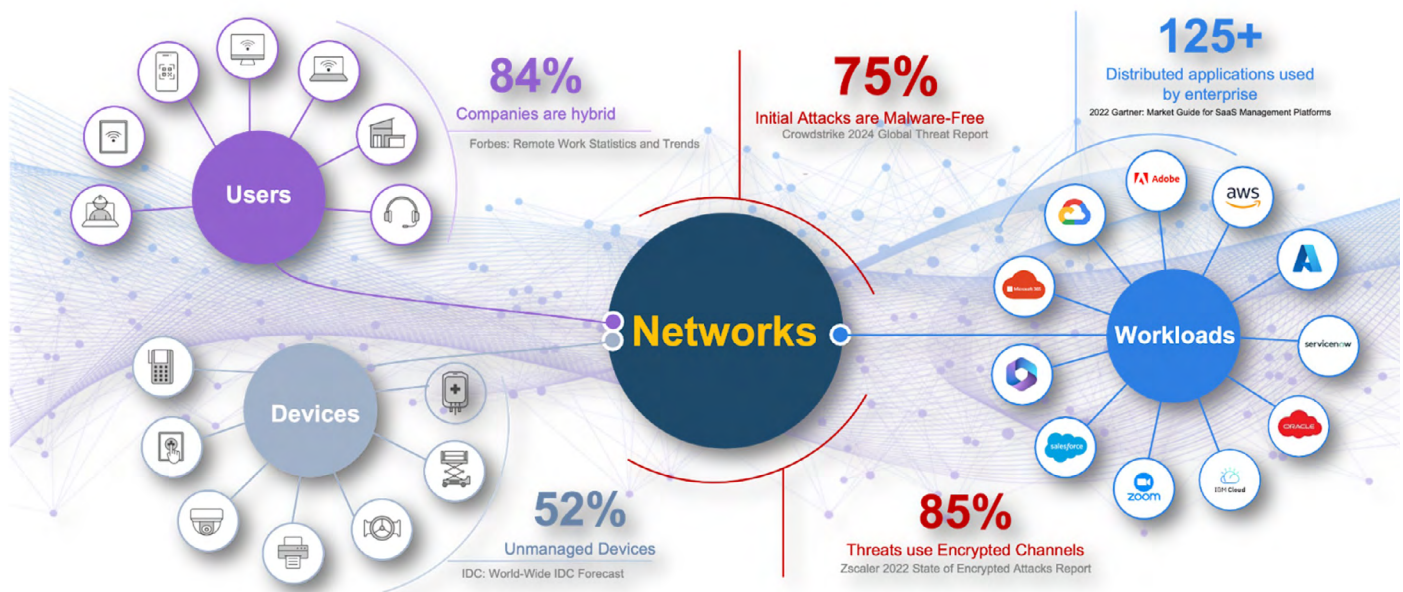 84%
Companies are hybrid
Forbes: Remote Work Statistics and Trends
75%
Initial Attacks are Malware-Free
Crowdstrike 2024 Global Threat Report
125+
Distributed applications used
by enterprise
2022 Gartner: Market Guide for SaaS Management Platforms
Users
Networks
Devices
52%
Unmanaged Devices
IDC: World-Wide IDC Forecast
85%
Threats use Encrypted Channels
Zscaler 2022 State of Encrypted Attacks Report
Workloads
Adobe
aws
servicenow
ORACLE
IBM Cloud
zoom
salesforce
Microsoft 365